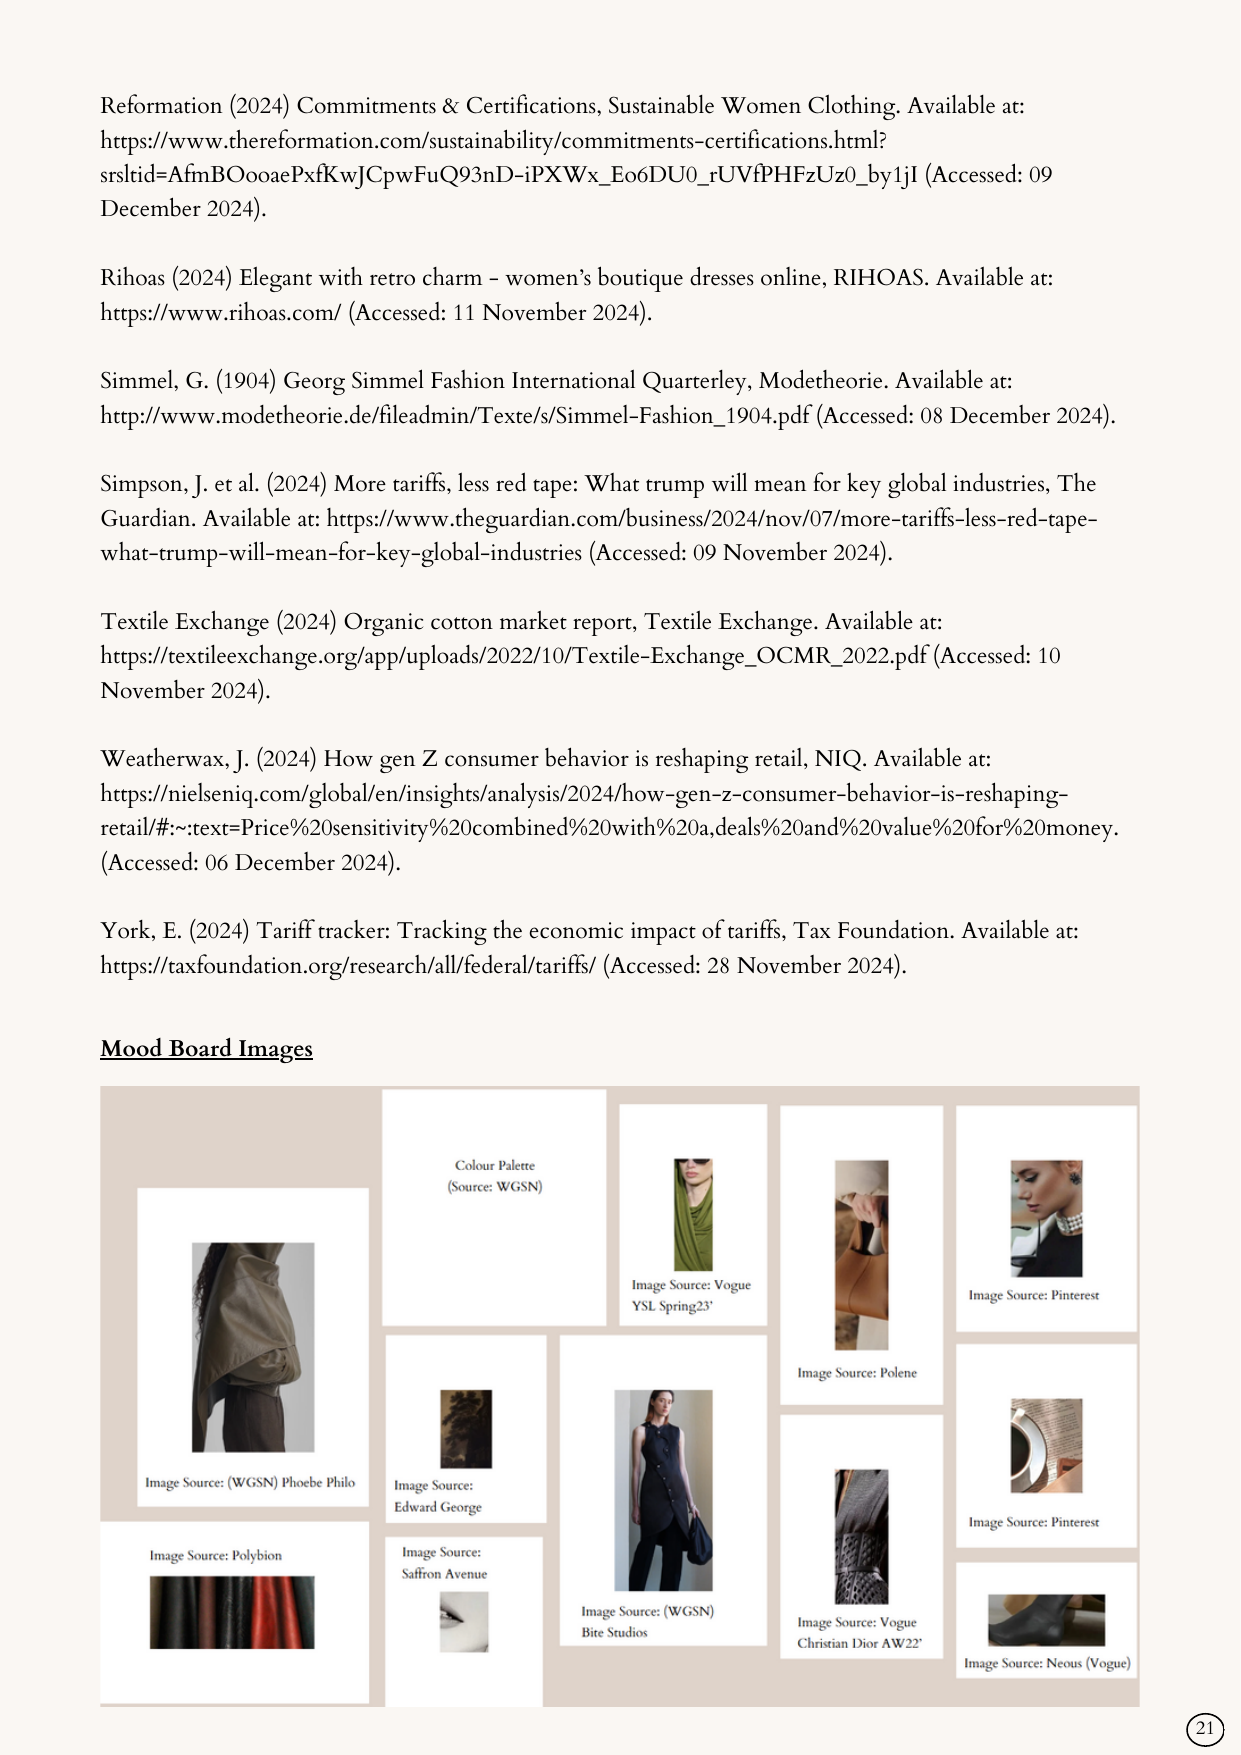 Reformation (2024) Commitments & Certifications, Sustainable Women Clothing. Available at:
https://www.thereformation.com/sustainability/commitments-certifications.html?
srsltid=AfmBOooaePxfKwJCpwFuQ93nD-iPXWx_Eo6DU0_rUVfPHFzUz0_by1jI (Accessed: 09
December 2024).
Rihoas (2024) Elegant with retro charm - women’s boutique dresses online, RIHOAS. Available at:
https://www.rihoas.com/ (Accessed: 11 November 2024).
Simmel, G. (1904) Georg Simmel Fashion International Quarterley, Modetheorie. Available at:
http://www.modetheorie.de/fileadmin/Texte/s/Simmel-Fashion_1904.pdf (Accessed: 08 December 2024).
Simpson, J. et al. (2024) More tariffs, less red tape: What trump will mean for key global industries, The
Guardian. Available at: https://www.theguardian.com/business/2024/nov/07/more-tariffs-less-red-tape-
what-trump-will-mean-for-key-global-industries (Accessed: 09 November 2024).
Textile Exchange (2024) Organic cotton market report, Textile Exchange. Available at:
https://textileexchange.org/app/uploads/2022/10/Textile-Exchange_OCMR_2022.pdf (Accessed: 10
November 2024).
Weatherwax, J. (2024) How gen Z consumer behavior is reshaping retail, NIQ. Available at:
https://nielseniq.com/global/en/insights/analysis/2024/how-gen-z-consumer-behavior-is-reshaping-
retail/#:~:text=Price%20sensitivity%20combined%20with%20a,deals%20and%20value%20for%20money.
(Accessed: 06 December 2024).
York, E. (2024) Tariff tracker: Tracking the economic impact of tariffs, Tax Foundation. Available at:
https://taxfoundation.org/research/all/federal/tariffs/ (Accessed: 28 November 2024).
Mood Board Images
Colour Palette
(Source: WGSN)
Image Source: Vogue
YSL Spring23’
Image Source: Polene
Image Source: Pinterest
Image Source: (WGSN) Phoebe Philo
Image Source:
Edward George
Image Source: (WGSN)
Bite Studios
Image Source: Vogue
Christian Dior AW22’
Image Source: Pinterest
Image Source: Polybion
Image Source:
Saffron Avenue
Image Source: Neous (Vogue)
21